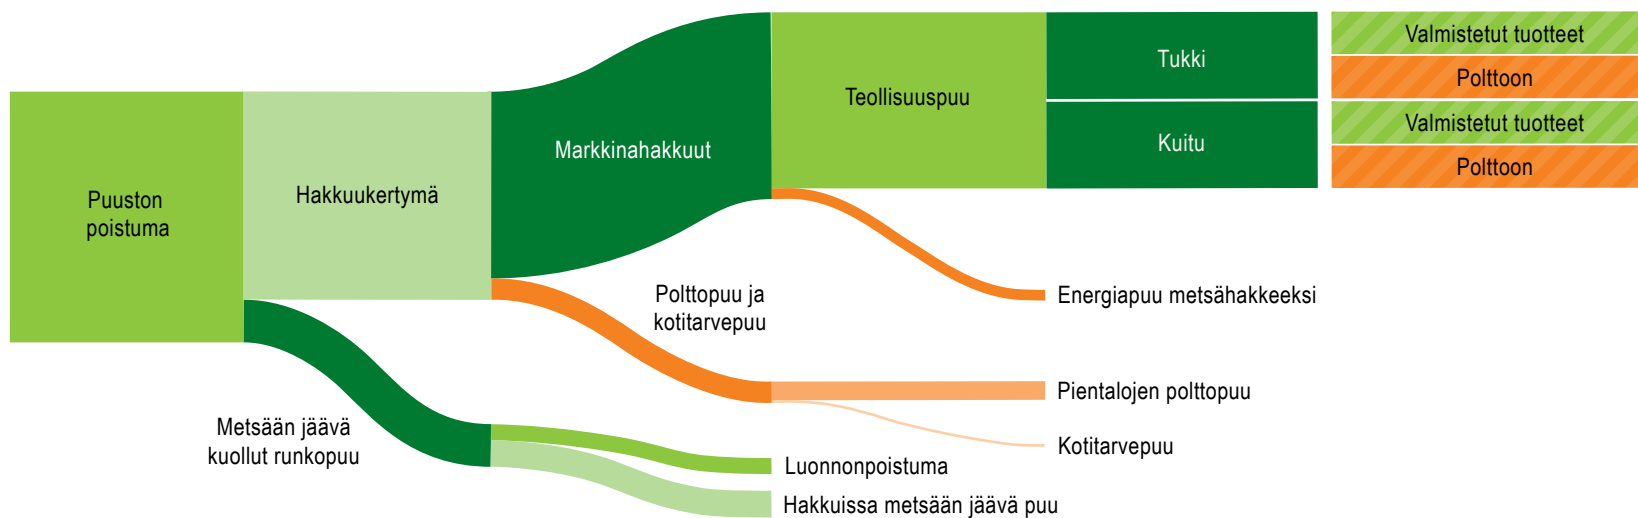 Puuston
poistuma
Hakkuukertymä
Markkinahakkuut
Teollisuuspuu
Tukki
Kuitu
Valmistetut tuotteet
Polttoon
Valmistetut tuotteet
Polttoon
Polttopuu ja
kotitarvepuu
Energiapuu metsähakkeeksi
Pientalojen polttopuu
Kotitarvepuu
Metsään jäävä
kuollut runkopuu
Luonnonpoistuma
Hakkuissa metsään jäävä puu